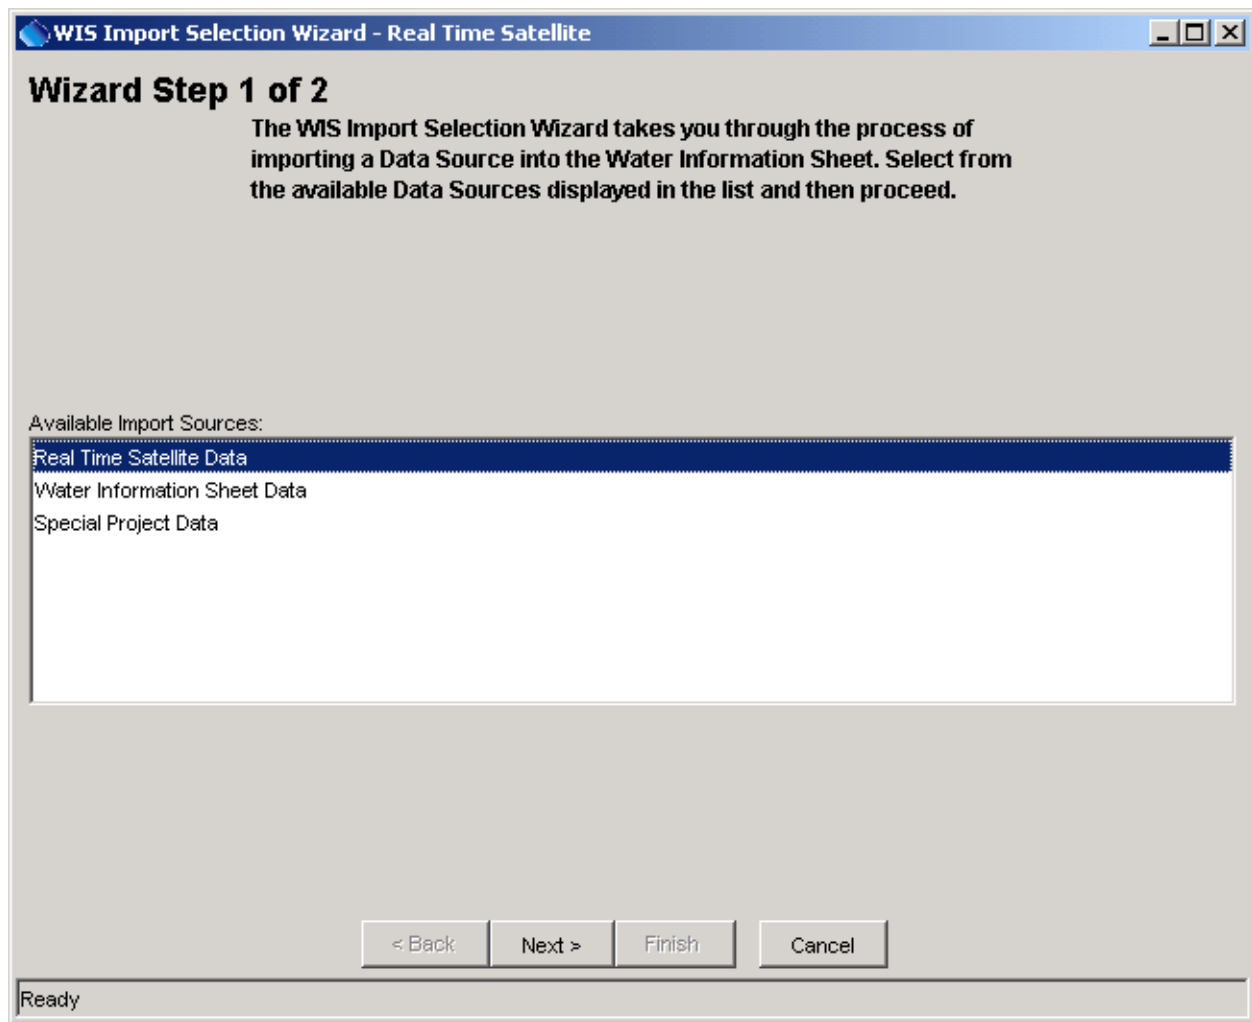 WIS Import Selection Wizard - Real Time Satellite
Wizard Step 1 of 2
The WIS Import Selection Wizard takes you through the process of
importing a Data Source into the Water Information Sheet. Select from
the available Data Sources displayed in the list and then proceed.
Available Import Sources:
Real Time Satellite Data
Water Information Sheet Data
Special Project Data
< Back Next > Finish Cancel
Ready